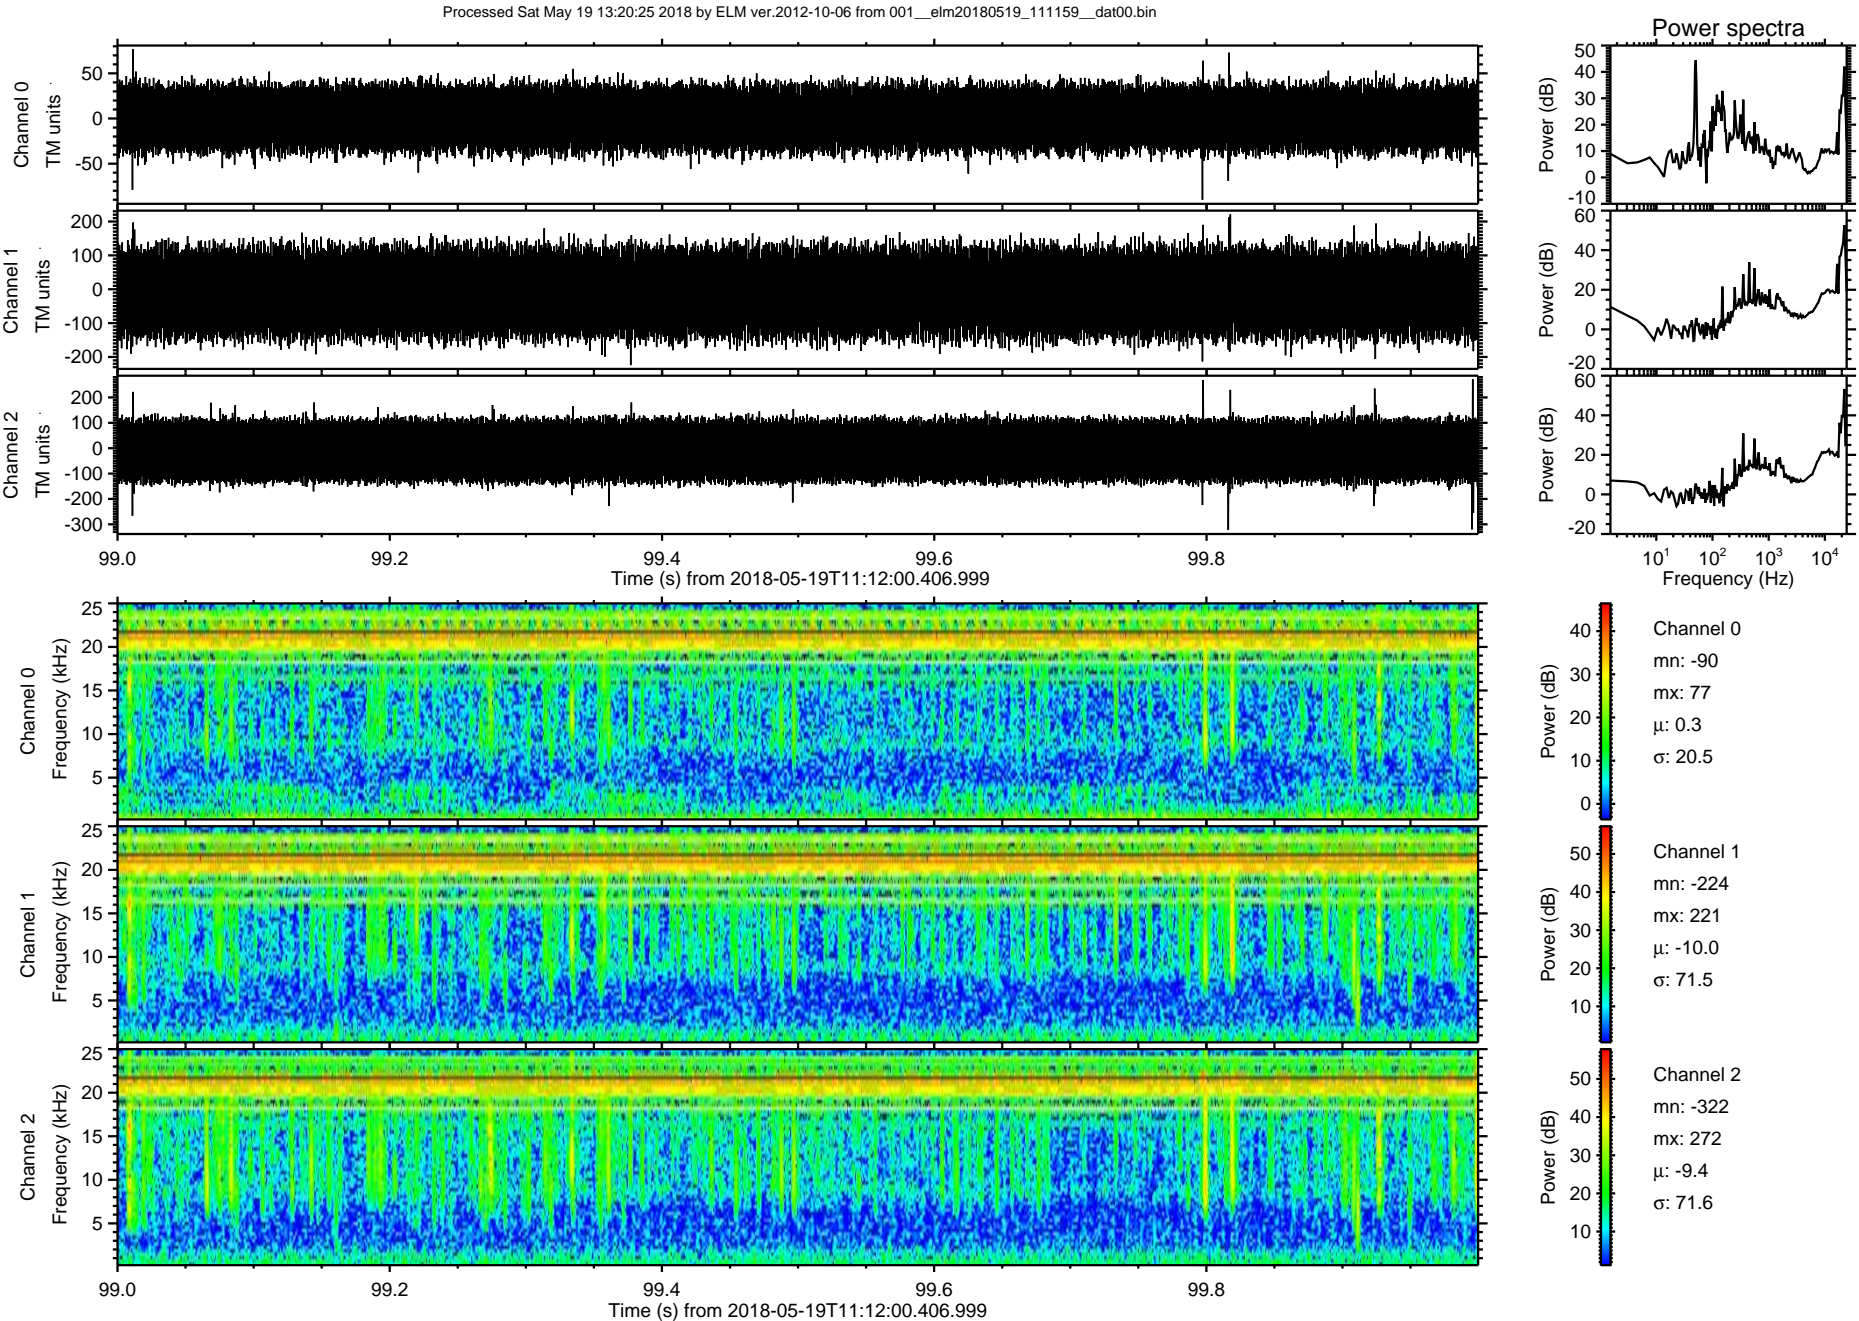 Processed Sat May 19 13:20:25 2018 by ELM ver.2012-10-06 from 001__elm20180519_111159__dat00.bin
Power spectra
Channel 0
TM units
50
0
-50
Power (dB)
50
40
30
20
10
0
-10
Channel 1
TM units
200
100
0
-100
-200
Power (dB)
60
40
20
0
-20
Channel 2
TM units
200
100
0
-100
-200
-300
Power (dB)
60
40
20
0
-20
99.0 99.2 99.4 99.6 99.8
Time (s) from 2018-05-19T11:12:00.406.999
10¹ 10² 10³ 10⁴
Frequency (Hz)
Channel 0
Frequency (kHz)
25
20
15
10
5
Power (dB)
40
30
20
10
0
Channel 0
mn: -90
mx: 77
μ: 0.3
σ: 20.5
Channel 1
Frequency (kHz)
25
20
15
10
5
Power (dB)
50
40
30
20
10
Channel 1
mn: -224
mx: 221
μ: -10.0
σ: 71.5
Channel 2
Frequency (kHz)
25
20
15
10
5
Power (dB)
50
40
30
20
10
Channel 2
mn: -322
mx: 272
μ: -9.4
σ: 71.6
99.0 99.2 99.4 99.6 99.8
Time (s) from 2018-05-19T11:12:00.406.999